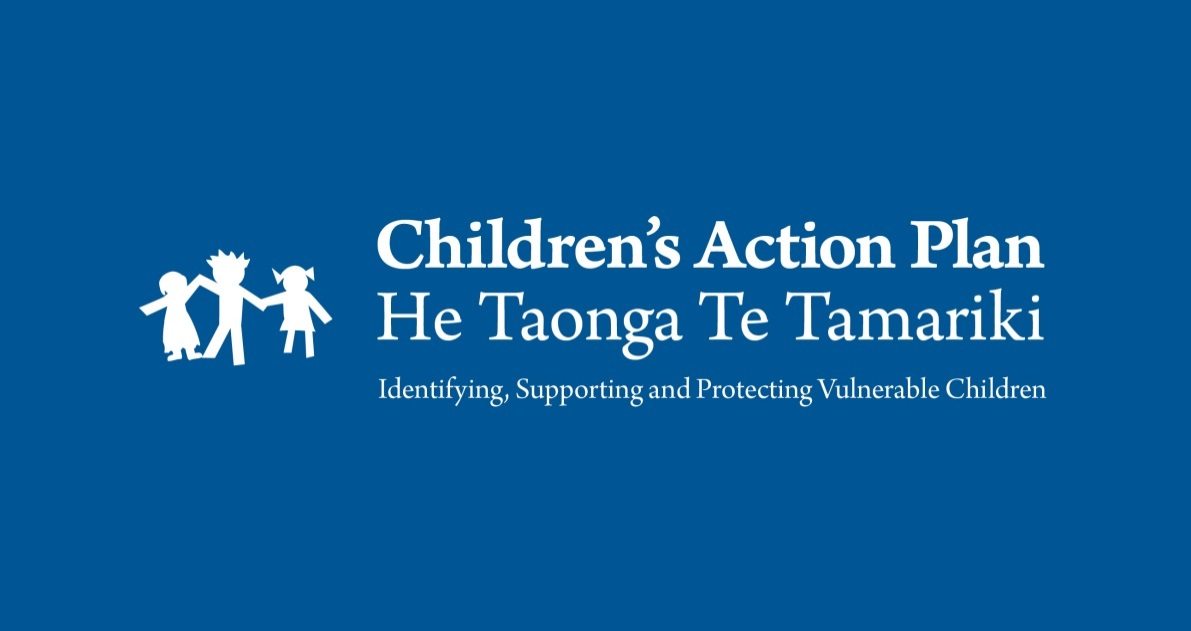 Children’s Action Plan
He Taonga Te Tamariki
Identifying, Supporting and Protecting Vulnerable Children